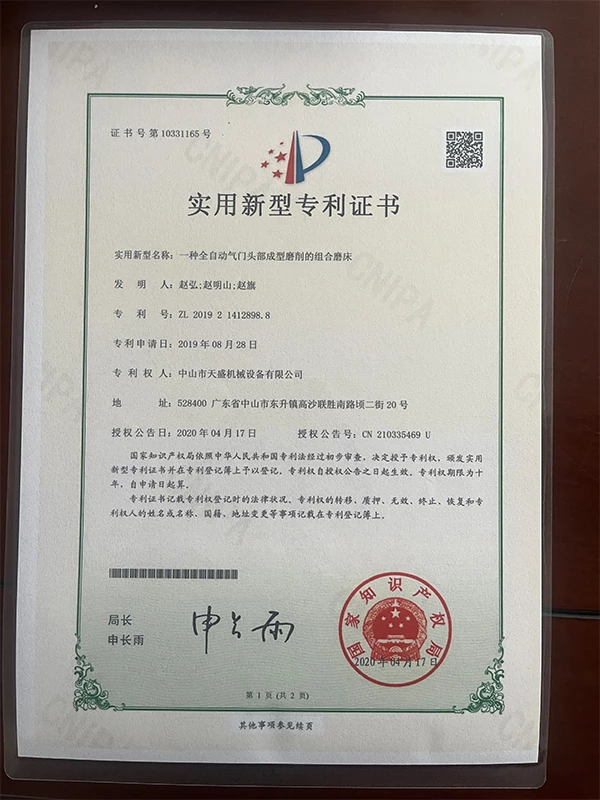 证书号第10331165号
实用新型专利证书
实用新型名称：一种全自动气门头部成型磨削的组合磨床
发明人：赵弘;赵明山;赵旗
专利号：ZL 2019 2 1412898.8
专利申请日：2019年08月28日
专利权人：中山市天盛机械设备有限公司
地址：528400 广东省中山市东升镇高沙联胜南路顷二街20号
授权公告日：2020年04月17日 授权公告号：CN 210335469 U
国家知识产权局依照中华人民共和国专利法经过初步审查，决定授予专利权，颁发实用
新型专利证书并在专利登记簿上予以登记。专利权自授权公告之日起生效。专利权期限为十
年，自申请日起算。
专利证书记载专利权登记时的法律状况。专利权的转移、质押、无效、终止、恢复和专
利权人的姓名或名称、国籍、地址变更等事项记载在专利登记簿上。
局长
申长雨
申长雨
国家知识产权局
2020年04月17日
第1页(共2页)
其他事项参见续页
CNIPA
CNIPA
CNIPA
CNIPA